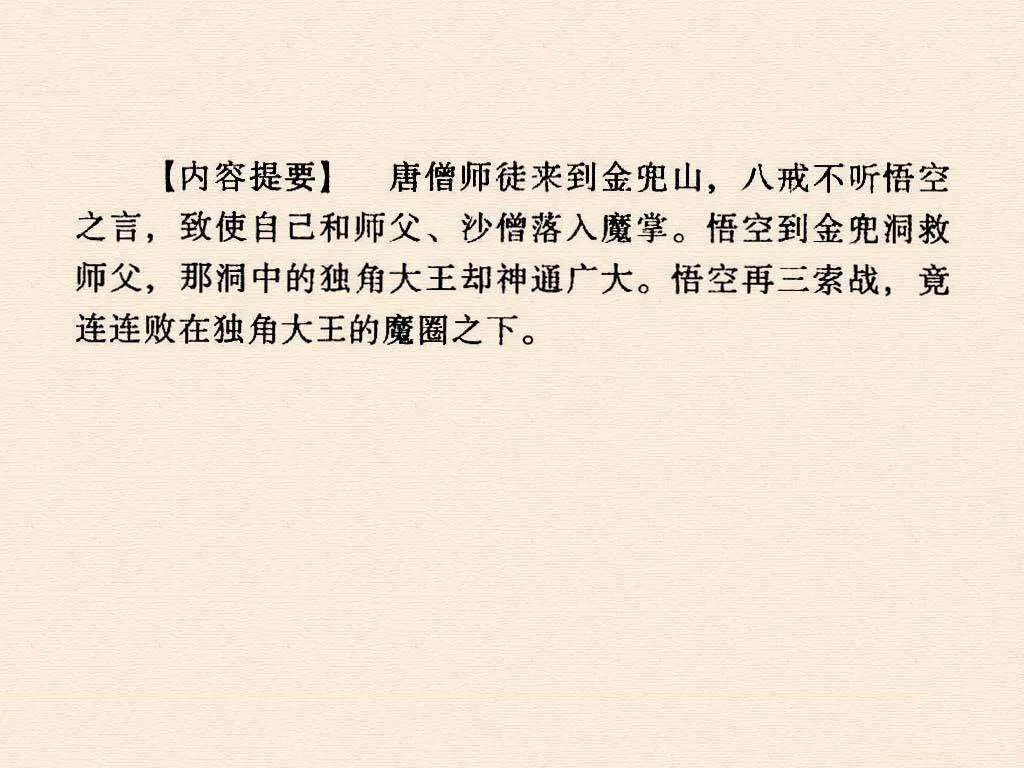 【内容提要】 唐僧师徒来到金兜山，八戒不听悟空
之言，致使自己和师父、沙僧落入魔掌。悟空到金兜洞救
师父，那洞中的独角大王却神通广大。悟空再三索战，竟
连连败在独角大王的魔圈之下。